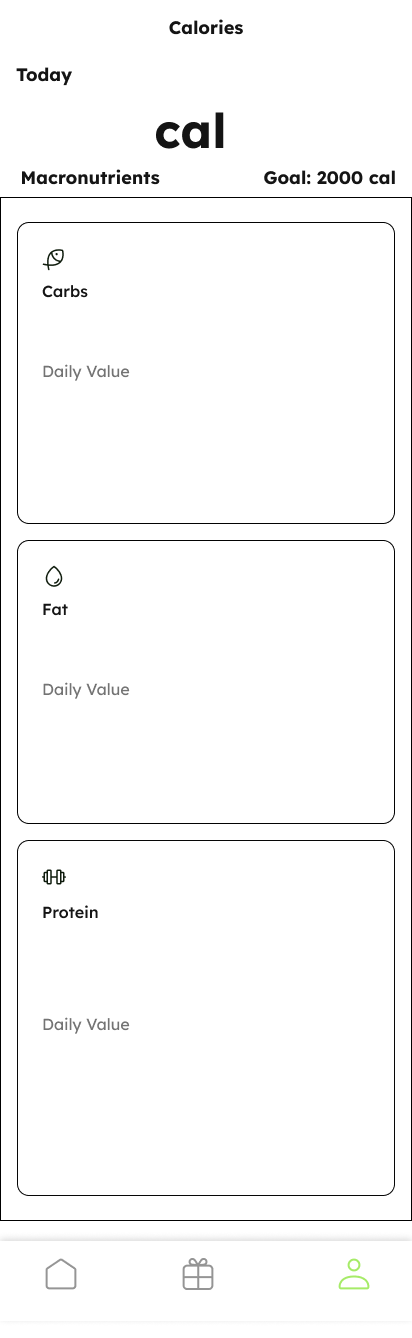 Calories
Today
cal
Macronutrients Goal: 2000 cal
Carbs
Daily Value
Fat
Daily Value
Protein
Daily Value